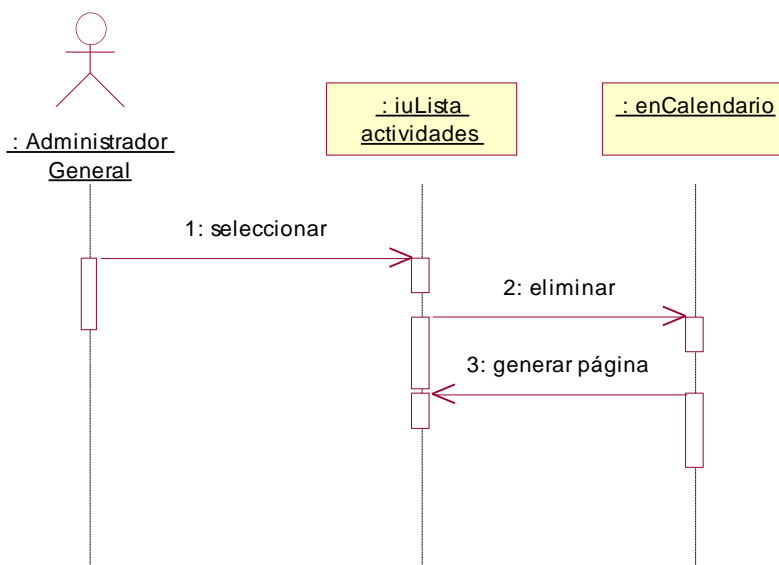 : Administrador
General
: iuLista
actividades
: enCalendario
1: seleccionar
2: eliminar
3: generar página